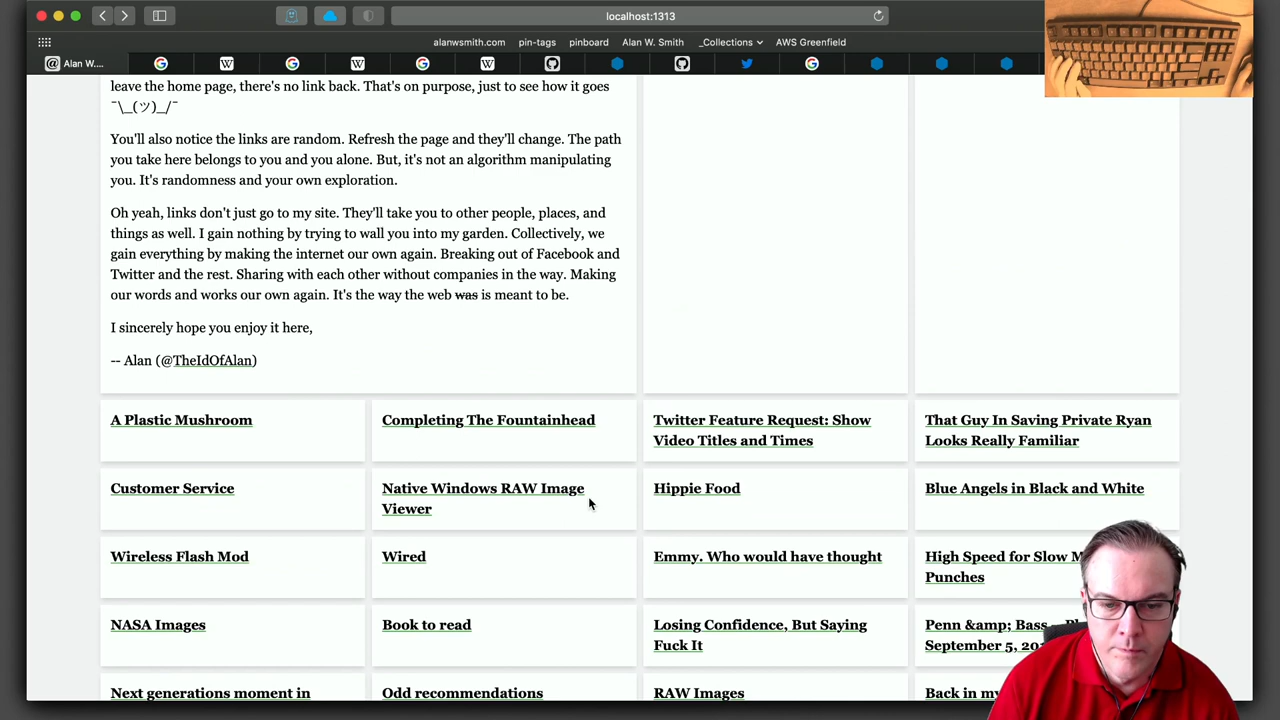 localhost:1313
alanwsmith.com pin-tags pinboard Alan W. Smith _Collections AWS Greenfield
@ Alan W....
leave the home page, there's no link back. That's on purpose, just to see how it goes
¯\_(ツ)_/¯
You'll also notice the links are random. Refresh the page and they'll change. The path
you take here belongs to you and you alone. But, it's not an algorithm manipulating
you. It's randomness and your own exploration.
Oh yeah, links don't just go to my site. They'll take you to other people, places, and
things as well. I gain nothing by trying to wall you into my garden. Collectively, we
gain everything by making the internet our own again. Breaking out of Facebook and
Twitter and the rest. Sharing with each other without companies in the way. Making
our words and works our own again. It's the way the web was is meant to be.
I sincerely hope you enjoy it here,
-- Alan (@TheIdOfAlan)
A Plastic Mushroom
Completing The Fountainhead
Twitter Feature Request: Show
Video Titles and Times
That Guy In Saving Private Ryan
Looks Really Familiar
Customer Service
Native Windows RAW Image
Viewer
Hippie Food
Blue Angels in Black and White
Wireless Flash Mod
Wired
Emmy. Who would have thought
High Speed for Slow
Punches
NASA Images
Book to read
Losing Confidence, But Saying
Fuck It
Penn &amp; Bass
September 5,
Next generations moment in
Odd recommendations
RAW Images
Back in